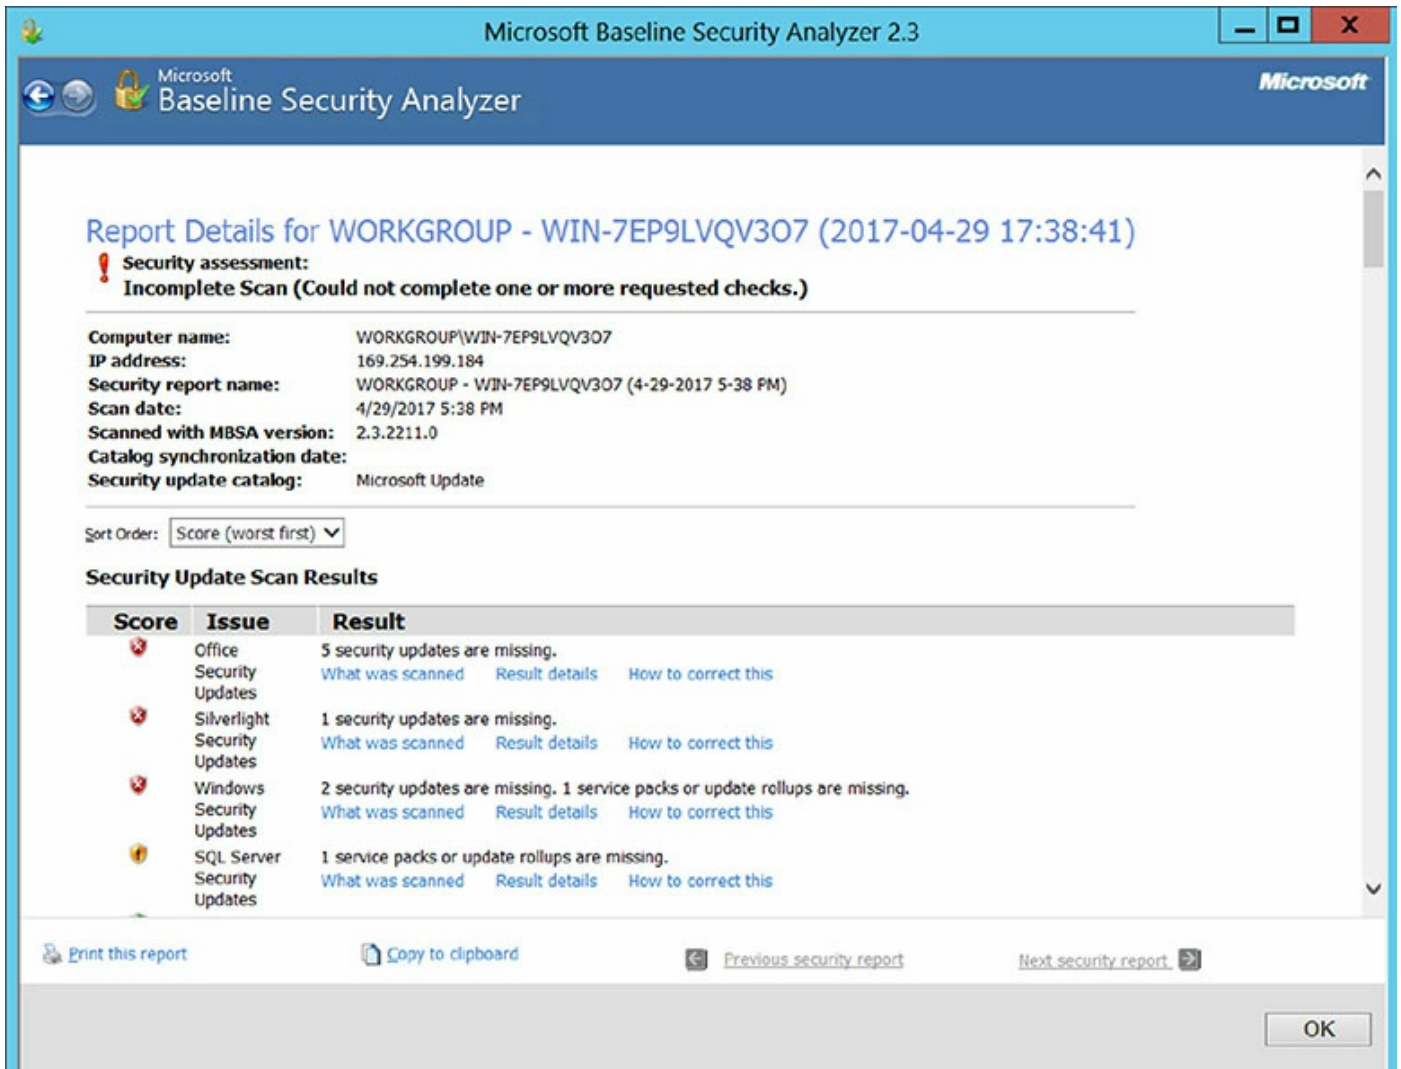 Microsoft Baseline Security Analyzer 2.3
Microsoft
Baseline Security Analyzer
Microsoft
Report Details for WORKGROUP - WIN-7EP9LVQV3O7 (2017-04-29 17:38:41)
Security assessment:
Incomplete Scan (Could not complete one or more requested checks.)
Computer name: WORKGROUP\WIN-7EP9LVQV3O7
IP address: 169.254.199.184
Security report name: WORKGROUP - WIN-7EP9LVQV3O7 (4-29-2017 5-38 PM)
Scan date: 4/29/2017 5:38 PM
Scanned with MBSA version: 2.3.2211.0
Catalog synchronization date:
Security update catalog: Microsoft Update
Sort Order: Score (worst first)
Security Update Scan Results
Score Issue Result
Office 5 security updates are missing.
Security What was scanned Result details How to correct this
Updates
Silverlight 1 security updates are missing.
Security What was scanned Result details How to correct this
Updates
Windows 2 security updates are missing. 1 service packs or update rollups are missing.
Security What was scanned Result details How to correct this
Updates
SQL Server 1 service packs or update rollups are missing.
Security What was scanned Result details How to correct this
Updates
Print this report Copy to clipboard Previous security report Next security report
OK